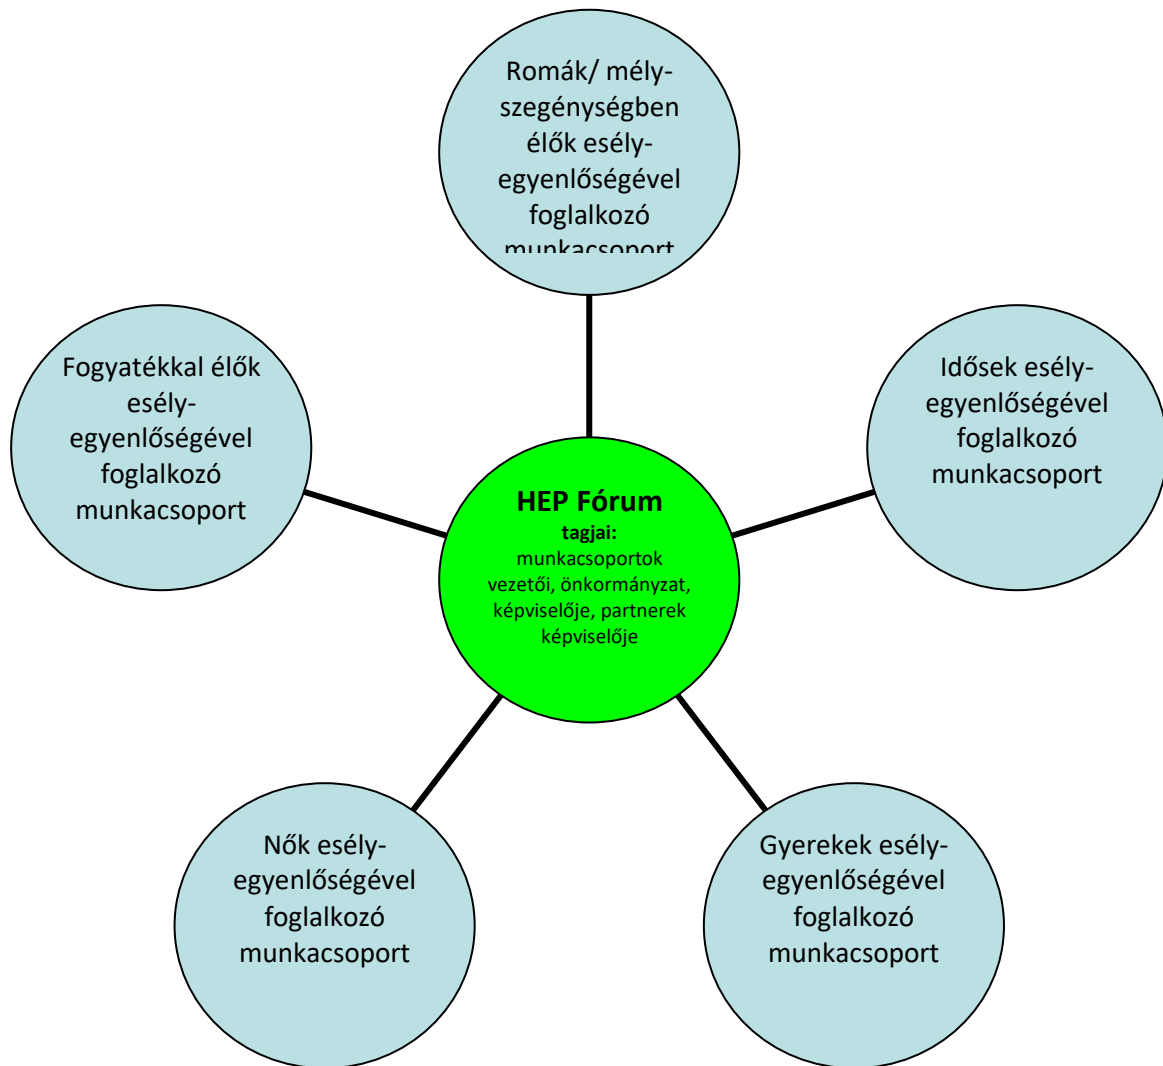 Romák/ mély-
szegénységben
élők esély-
egyenlőségével
foglalkozó
munkacsoport
Fogyatékkal élők
esély-
egyenlőségével
foglalkozó
munkacsoport
Idősek esély-
egyenlőségével
foglalkozó
munkacsoport
HEP Fórum
tagjai:
munkacsoportok
vezetői, önkormányzat,
képviselője, partnerek
képviselője
Nők esély-
egyenlőségével
foglalkozó
munkacsoport
Gyerekek esély-
egyenlőségével
foglalkozó
munkacsoport